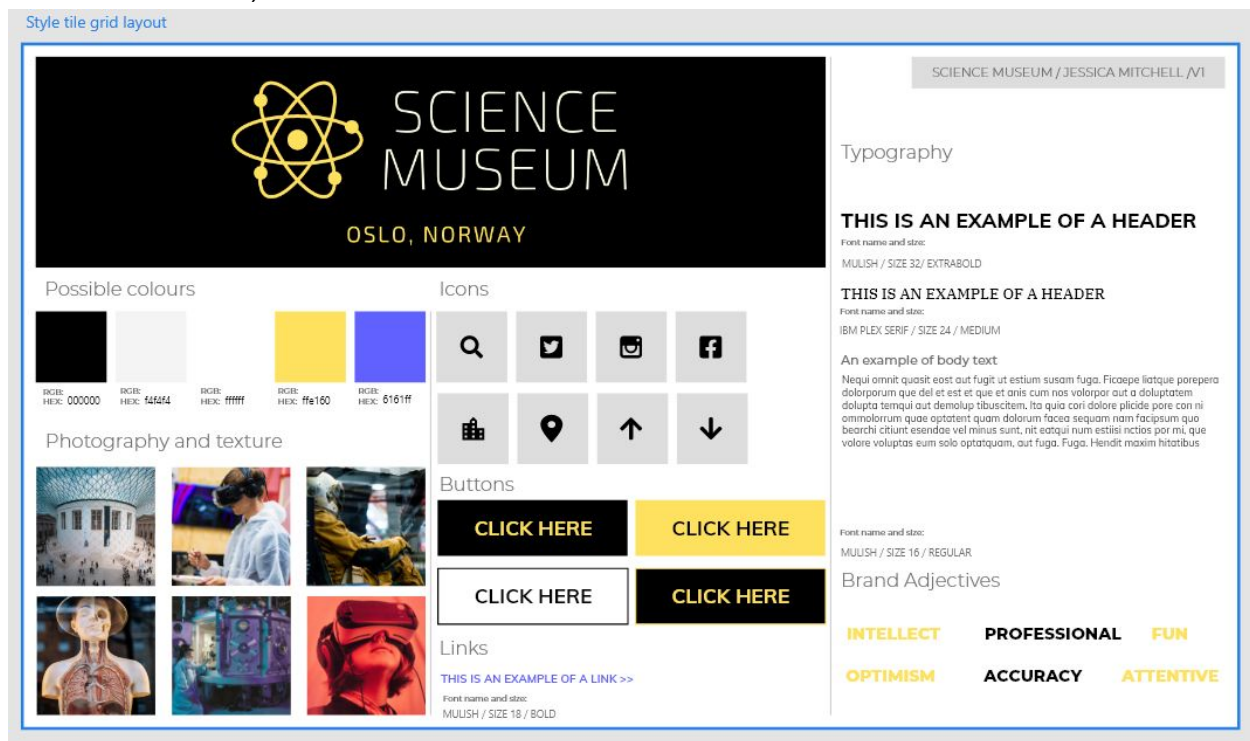 Style tile grid layout
SCIENCE
MUSEUM
OSLO, NORWAY
Possible colours
RGB:
HEX: 000000
RGB:
HEX: f4f4f4
RGB:
HEX: ffffff
RGB:
HEX: ffe160
RGB:
HEX: 6161ff
Photography and texture
Icons
Buttons
CLICK HERE
CLICK HERE
CLICK HERE
CLICK HERE
Links
THIS IS AN EXAMPLE OF A LINK >>
Font name and size:
MULISH / SIZE 18 / BOLD
SCIENCE MUSEUM / JESSICA MITCHELL /V1
Typography
THIS IS AN EXAMPLE OF A HEADER
Font name and size:
MULISH / SIZE 32/ EXTRABOLD
THIS IS AN EXAMPLE OF A HEADER
Font name and size:
IBM PLEX SERIF / SIZE 24 / MEDIUM
An example of body text
Nequi omnit quasit eost aut fugit ut estium susam fuga. Ficaepe liatque porepera
dolorporum que del et est et que et anis cum nos volorpor aut a doluptatem
dolupta temqui aut demolup tibuscitem. Ita quia cori dolore plicide pore con ni
ommolorrum quae optatent quam dolorum facea sequam nam facipsum quo
bearchi citiunt esendae vel minus sunt, nit eatqui num estiisi nctios por mi, que
volore voluptas eum solo optatquam, aut fuga. Fuga. Hendit maxim hitatibus
Font name and size:
MULISH / SIZE 16 / REGULAR
Brand Adjectives
INTELLECT PROFESSIONAL FUN
OPTIMISM ACCURACY ATTENTIVE